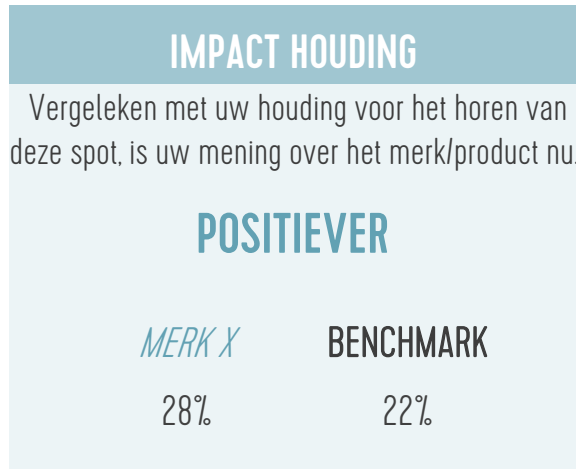 IMPACT HOUDING
Vergeleken met uw houding voor het horen van
deze spot, is uw mening over het merk/product nu.
POSITIEVER
MERK X BENCHMARK
28% 22%